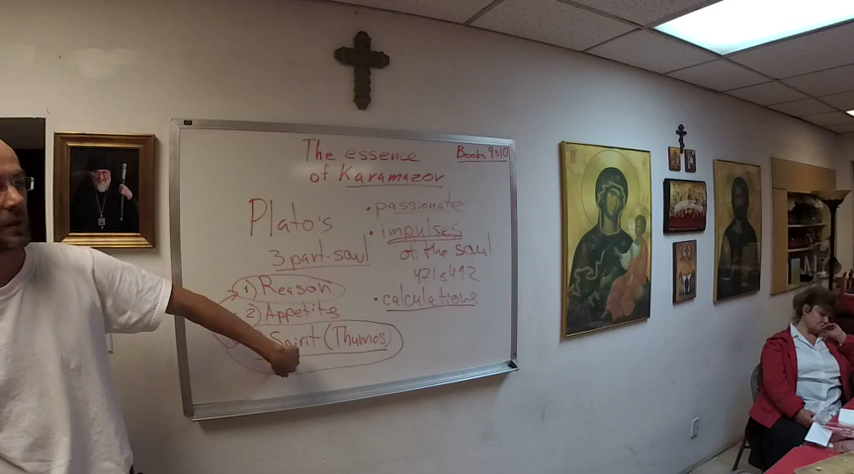 The essence
of Karamazov
Books 9 & 10
Plato's
3 part soul
1) Reason
2) Appetites
Spirit (Thumos)
• passionate
• impulses
of the soul
471 & 492
• calculations